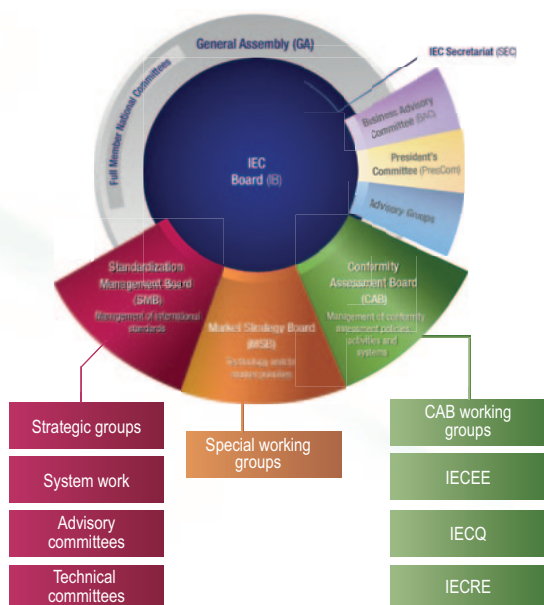 General Assembly (GA)
IEC Secretariat (SEC)
Full Member National Committees
Business Advisory
Committee (BAC)
IEC
Board (IB)
President's
Committee (PresCom)
Advisory Groups
Standardization
Management Board
(SMB)
Management of international
standards
Market Strategy Board
(MSB)
Conformity
Assessment Board
(CAB)
Management of conformity
assessment policies
activities and
systems
Strategic groups
System work
Advisory
committees
Technical
committees
Special working
groups
CAB working
groups
IECEE
IECQ
IECRE